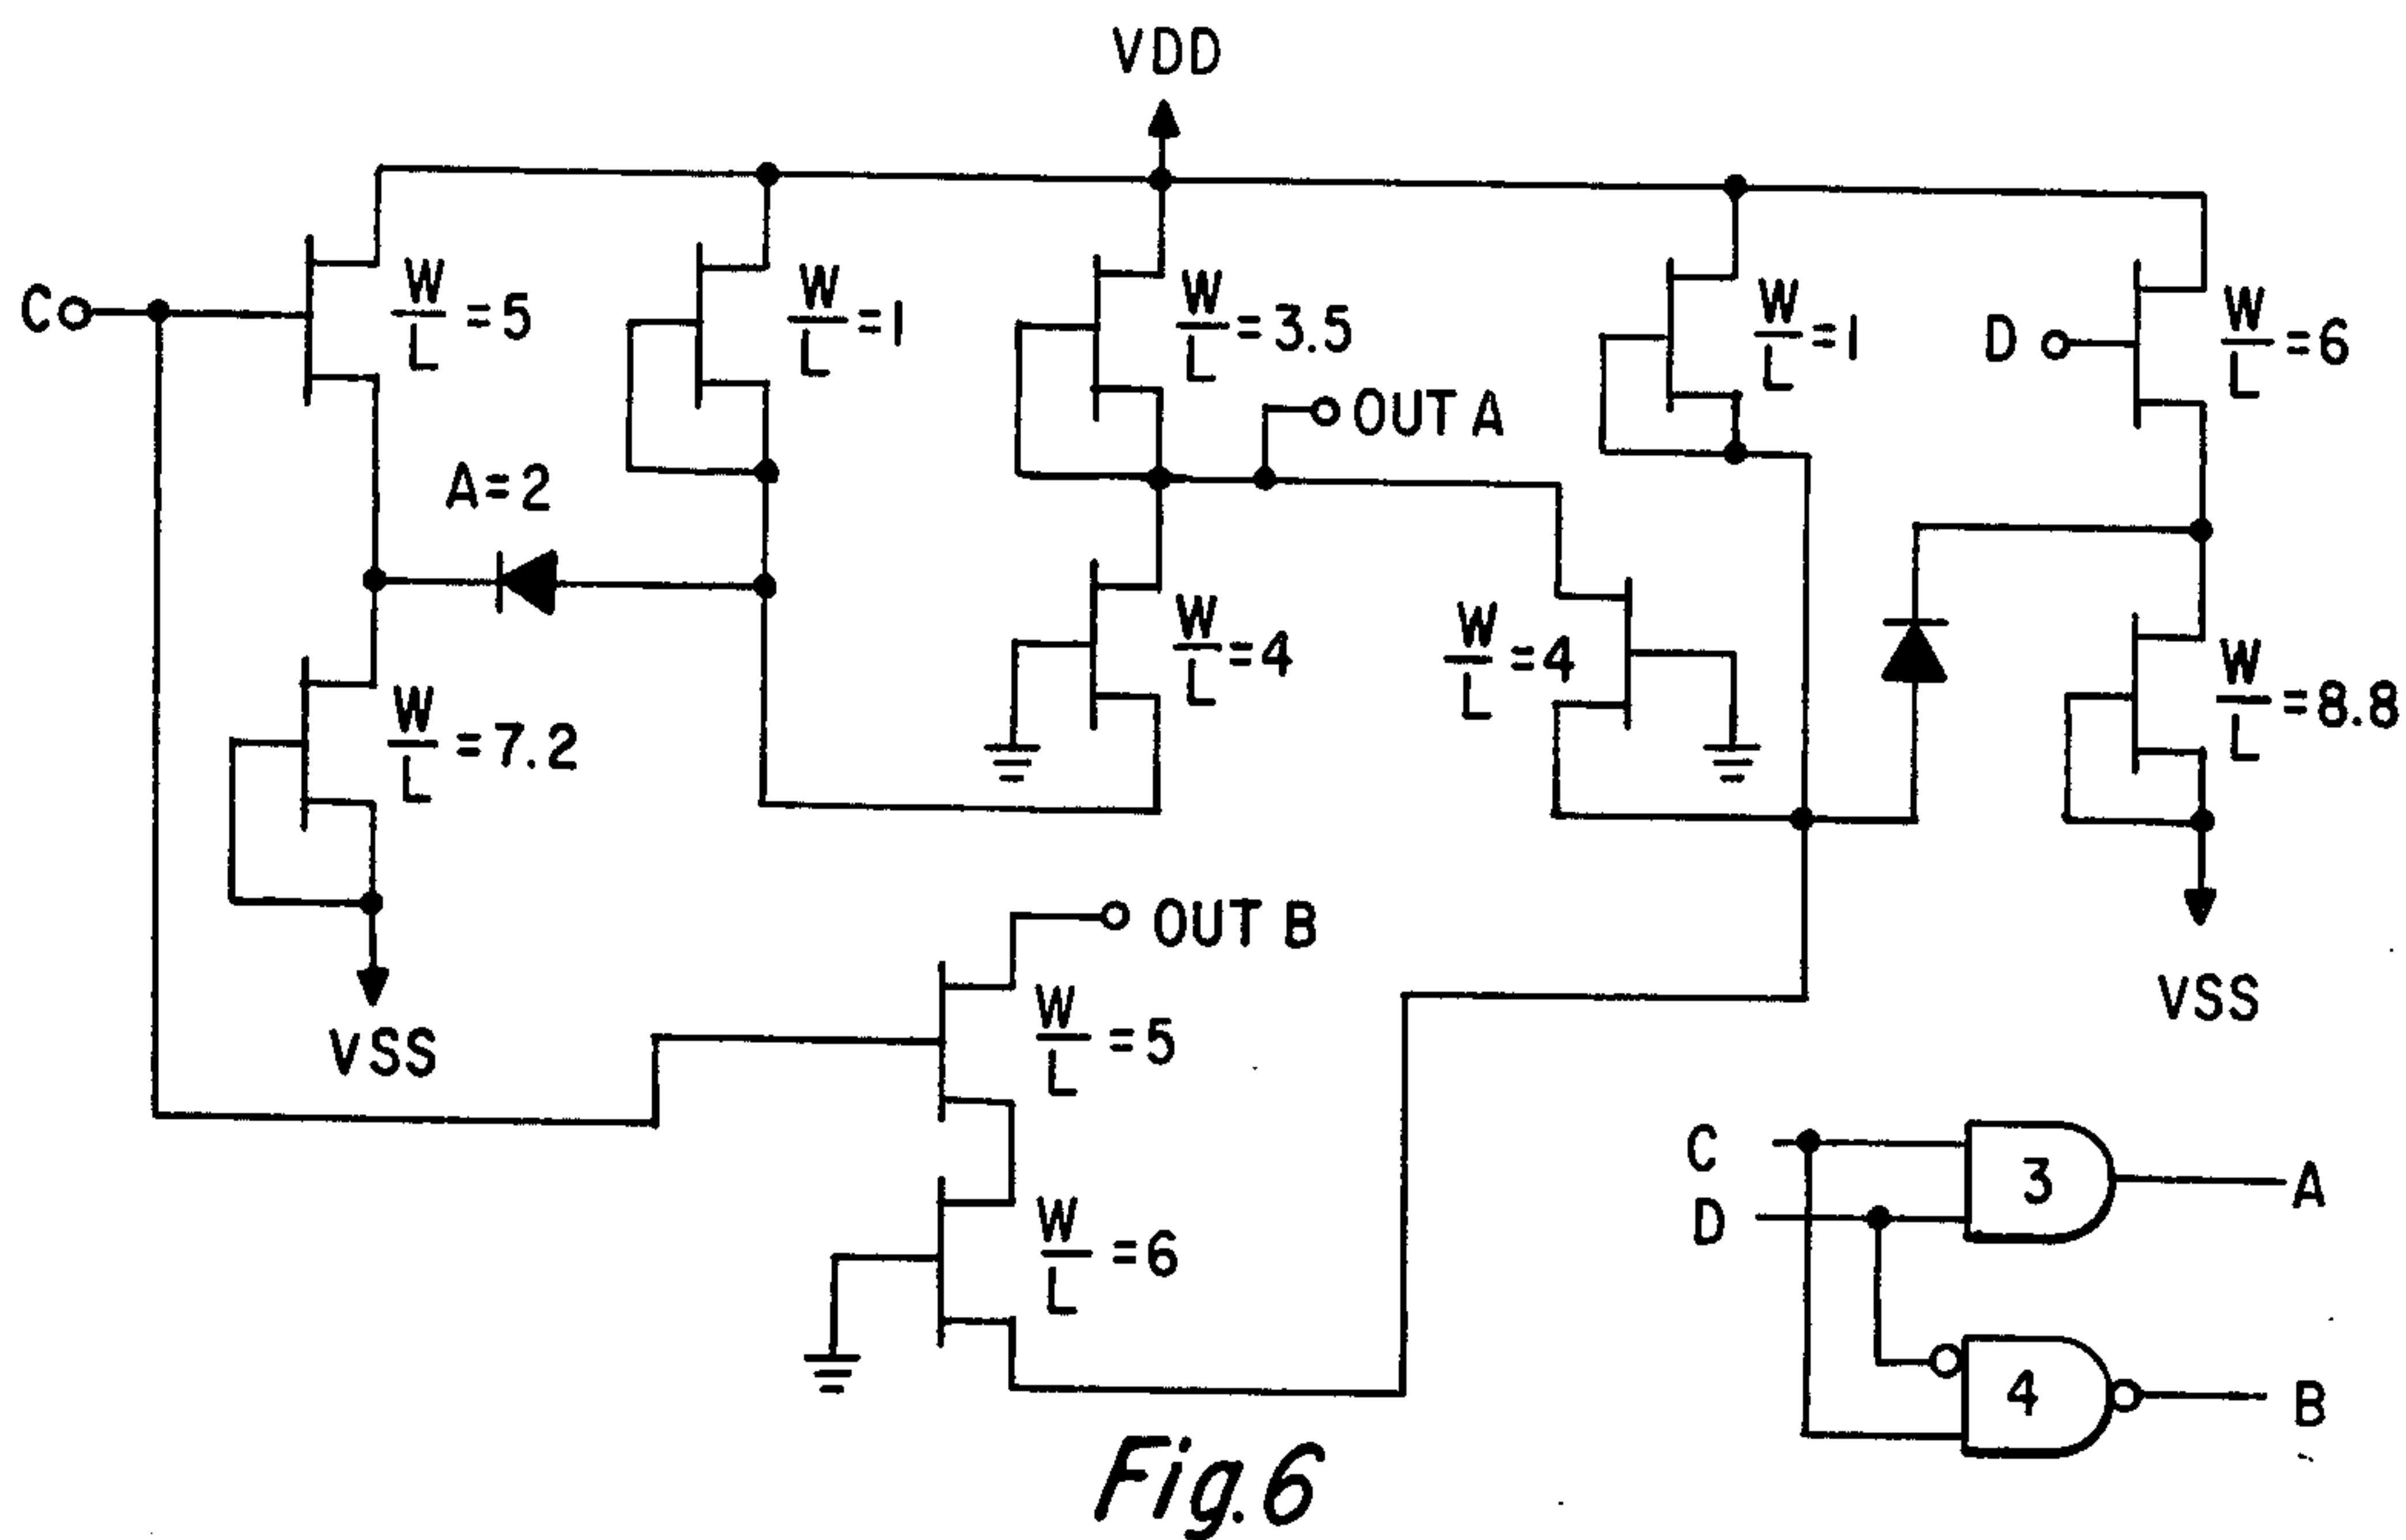 VDD
C
W/L =5
W/L =1
W/L =3.5
W/L =1
D
W/L =6
OUT A
A=2
W/L =4
W/L =4
W/L =7.2
W/L =8.8
OUT B
W/L =5
VSS
VSS
W/L =6
C
D
3
A
4
B
Fig.6